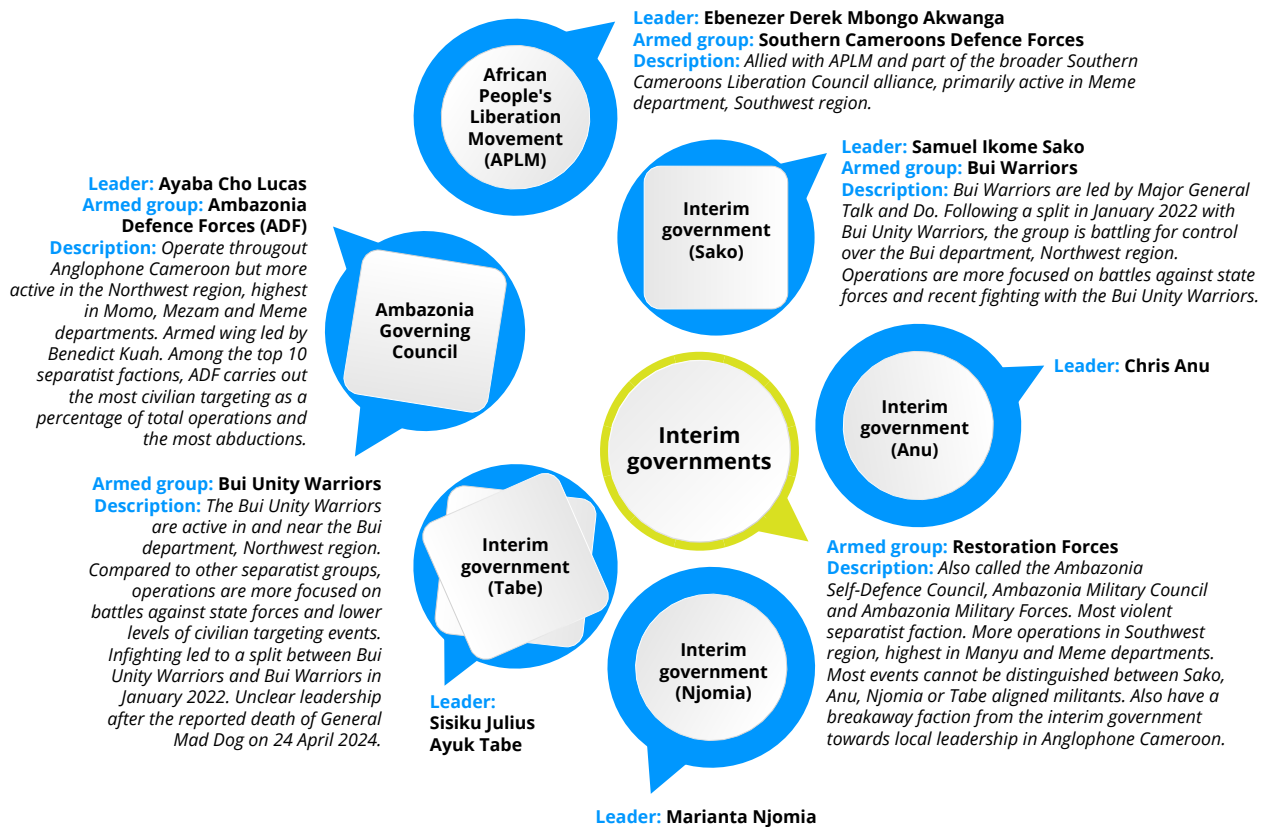 Leader: Ebenezer Derek Mbongo Akwanga
Armed group: Southern Cameroons Defence Forces
Description: Allied with APLM and part of the broader Southern
Cameroons Liberation Council alliance, primarily active in Meme
department, Southwest region.
African
People's
Liberation
Movement
(APLM)
Leader: Samuel Ikome Sako
Armed group: Bui Warriors
Description: Bui Warriors are led by Major General
Talk and Do. Following a split in January 2022 with
Bui Unity Warriors, the group is battling for control
over the Bui department, Northwest region.
Operations are more focused on battles against state
forces and recent fighting with the Bui Unity Warriors.
Interim
government
(Sako)
Leader: Ayaba Cho Lucas
Armed group: Ambazonia
Defence Forces (ADF)
Description: Operate througout
Anglophone Cameroon but more
active in the Northwest region, highest
in Momo, Mezam and Meme
departments. Armed wing led by
Benedict Kuah. Among the top 10
separatist factions, ADF carries out
the most civilian targeting as a
percentage of total operations and
the most abductions.
Ambazonia
Governing
Council
Leader: Chris Anu
Interim
government
(Anu)
Interim
governments
Armed group: Bui Unity Warriors
Description: The Bui Unity Warriors
are active in and near the Bui
department, Northwest region.
Compared to other separatist groups,
operations are more focused on
battles against state forces and lower
levels of civilian targeting events.
Infighting led to a split between Bui
Unity Warriors and Bui Warriors in
January 2022. Unclear leadership
after the reported death of General
Mad Dog on 24 April 2024.
Interim
government
(Tabe)
Leader:
Sisiku Julius
Ayuk Tabe
Armed group: Restoration Forces
Description: Also called the Ambazonia
Self-Defence Council, Ambazonia Military Council
and Ambazonia Military Forces. Most violent
separatist faction. More operations in Southwest
region, highest in Manyu and Meme departments.
Most events cannot be distinguished between Sako,
Anu, Njomia or Tabe aligned militants. Also have a
breakaway faction from the interim government
towards local leadership in Anglophone Cameroon.
Interim
government
(Njomia)
Leader: Marianta Njomia